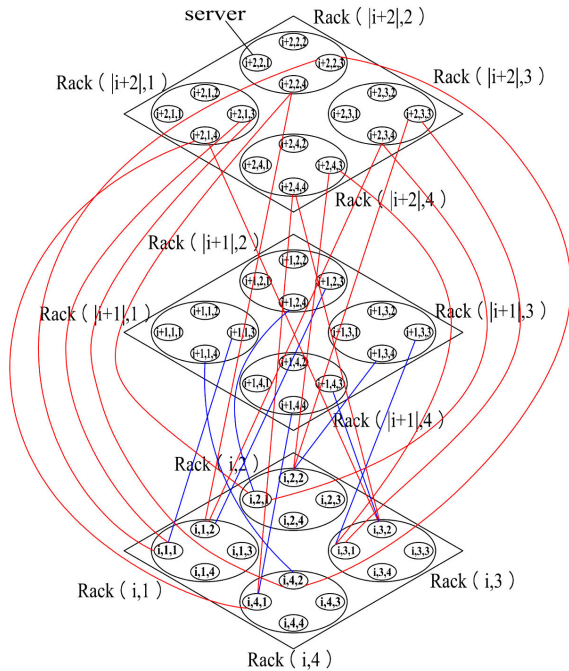 server
Rack ( |i+2|,2 )
i+2,2,2
i+2,2,1
i+2,2,3
i+2,2,4
Rack ( |i+2|,1 )
Rack ( |i+2|,3 )
i+2,1,2
i+2,1,1
i+2,1,3
i+2,1,4
i+2,3,2
i+2,3,1
i+2,3,3
i+2,3,4
i+2,4,2
i+2,4,1
i+2,4,3
i+2,4,4
Rack ( |i+2|,4 )
Rack ( |i+1|,2 )
i+1,2,2
i+1,2,1
i+1,2,3
i+1,2,4
Rack ( |i+1|,1 )
Rack ( |i+1|,3 )
i+1,1,2
i+1,1,1
i+1,1,3
i+1,1,4
i+1,3,2
i+1,3,1
i+1,3,3
i+1,3,4
i+1,4,2
i+1,4,1
i+1,4,3
i+1,4,4
Rack ( |i+1|,4 )
Rack ( i,2 )
i,2,2
i,2,1
i,2,3
i,2,4
i,1,2
i,1,1
i,1,3
i,1,4
i,3,2
i,3,1
i,3,3
i,3,4
Rack ( i,1 )
Rack ( i,3 )
i,4,2
i,4,1
i,4,3
i,4,4
Rack ( i,4 )